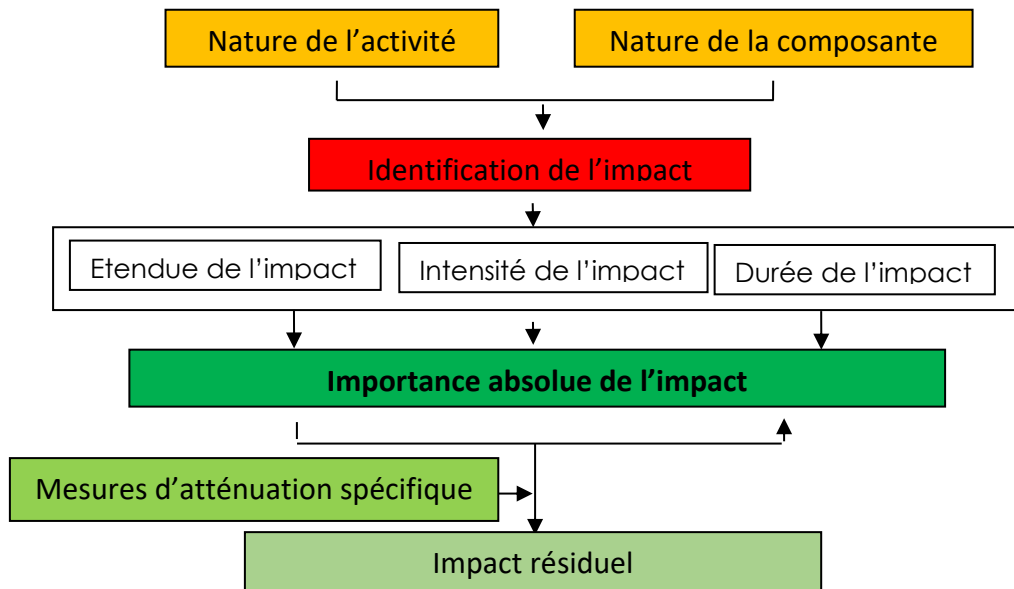 Nature de l’activité
Nature de la composante
Identification de l’impact
Etendue de l’impact
Intensité de l’impact
Durée de l’impact
Importance absolue de l’impact
Mesures d’atténuation spécifique
Impact résiduel